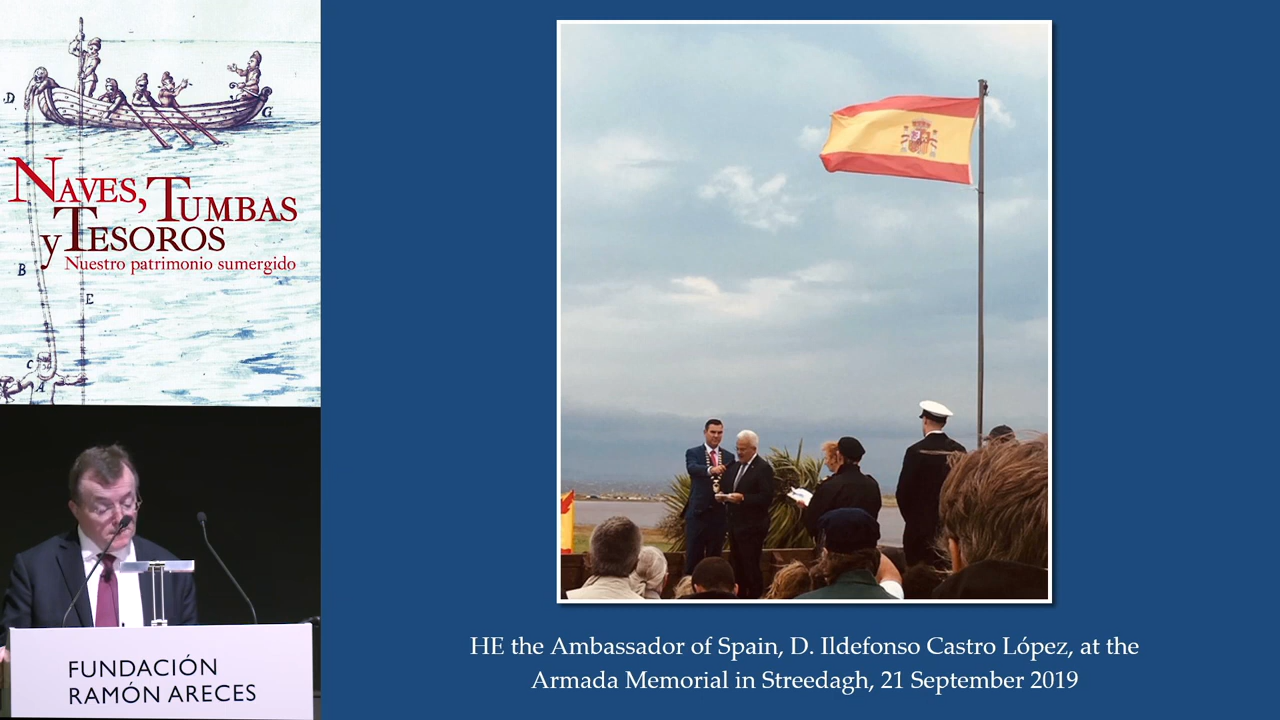 D
G
NAVES, TUMBAS
y TESOROS
Nuestro patrimonio sumergido
B
E
C
A
FUNDACIÓN
RAMÓN ARECES
HE the Ambassador of Spain, D. Ildefonso Castro López, at the
Armada Memorial in Streedagh, 21 September 2019